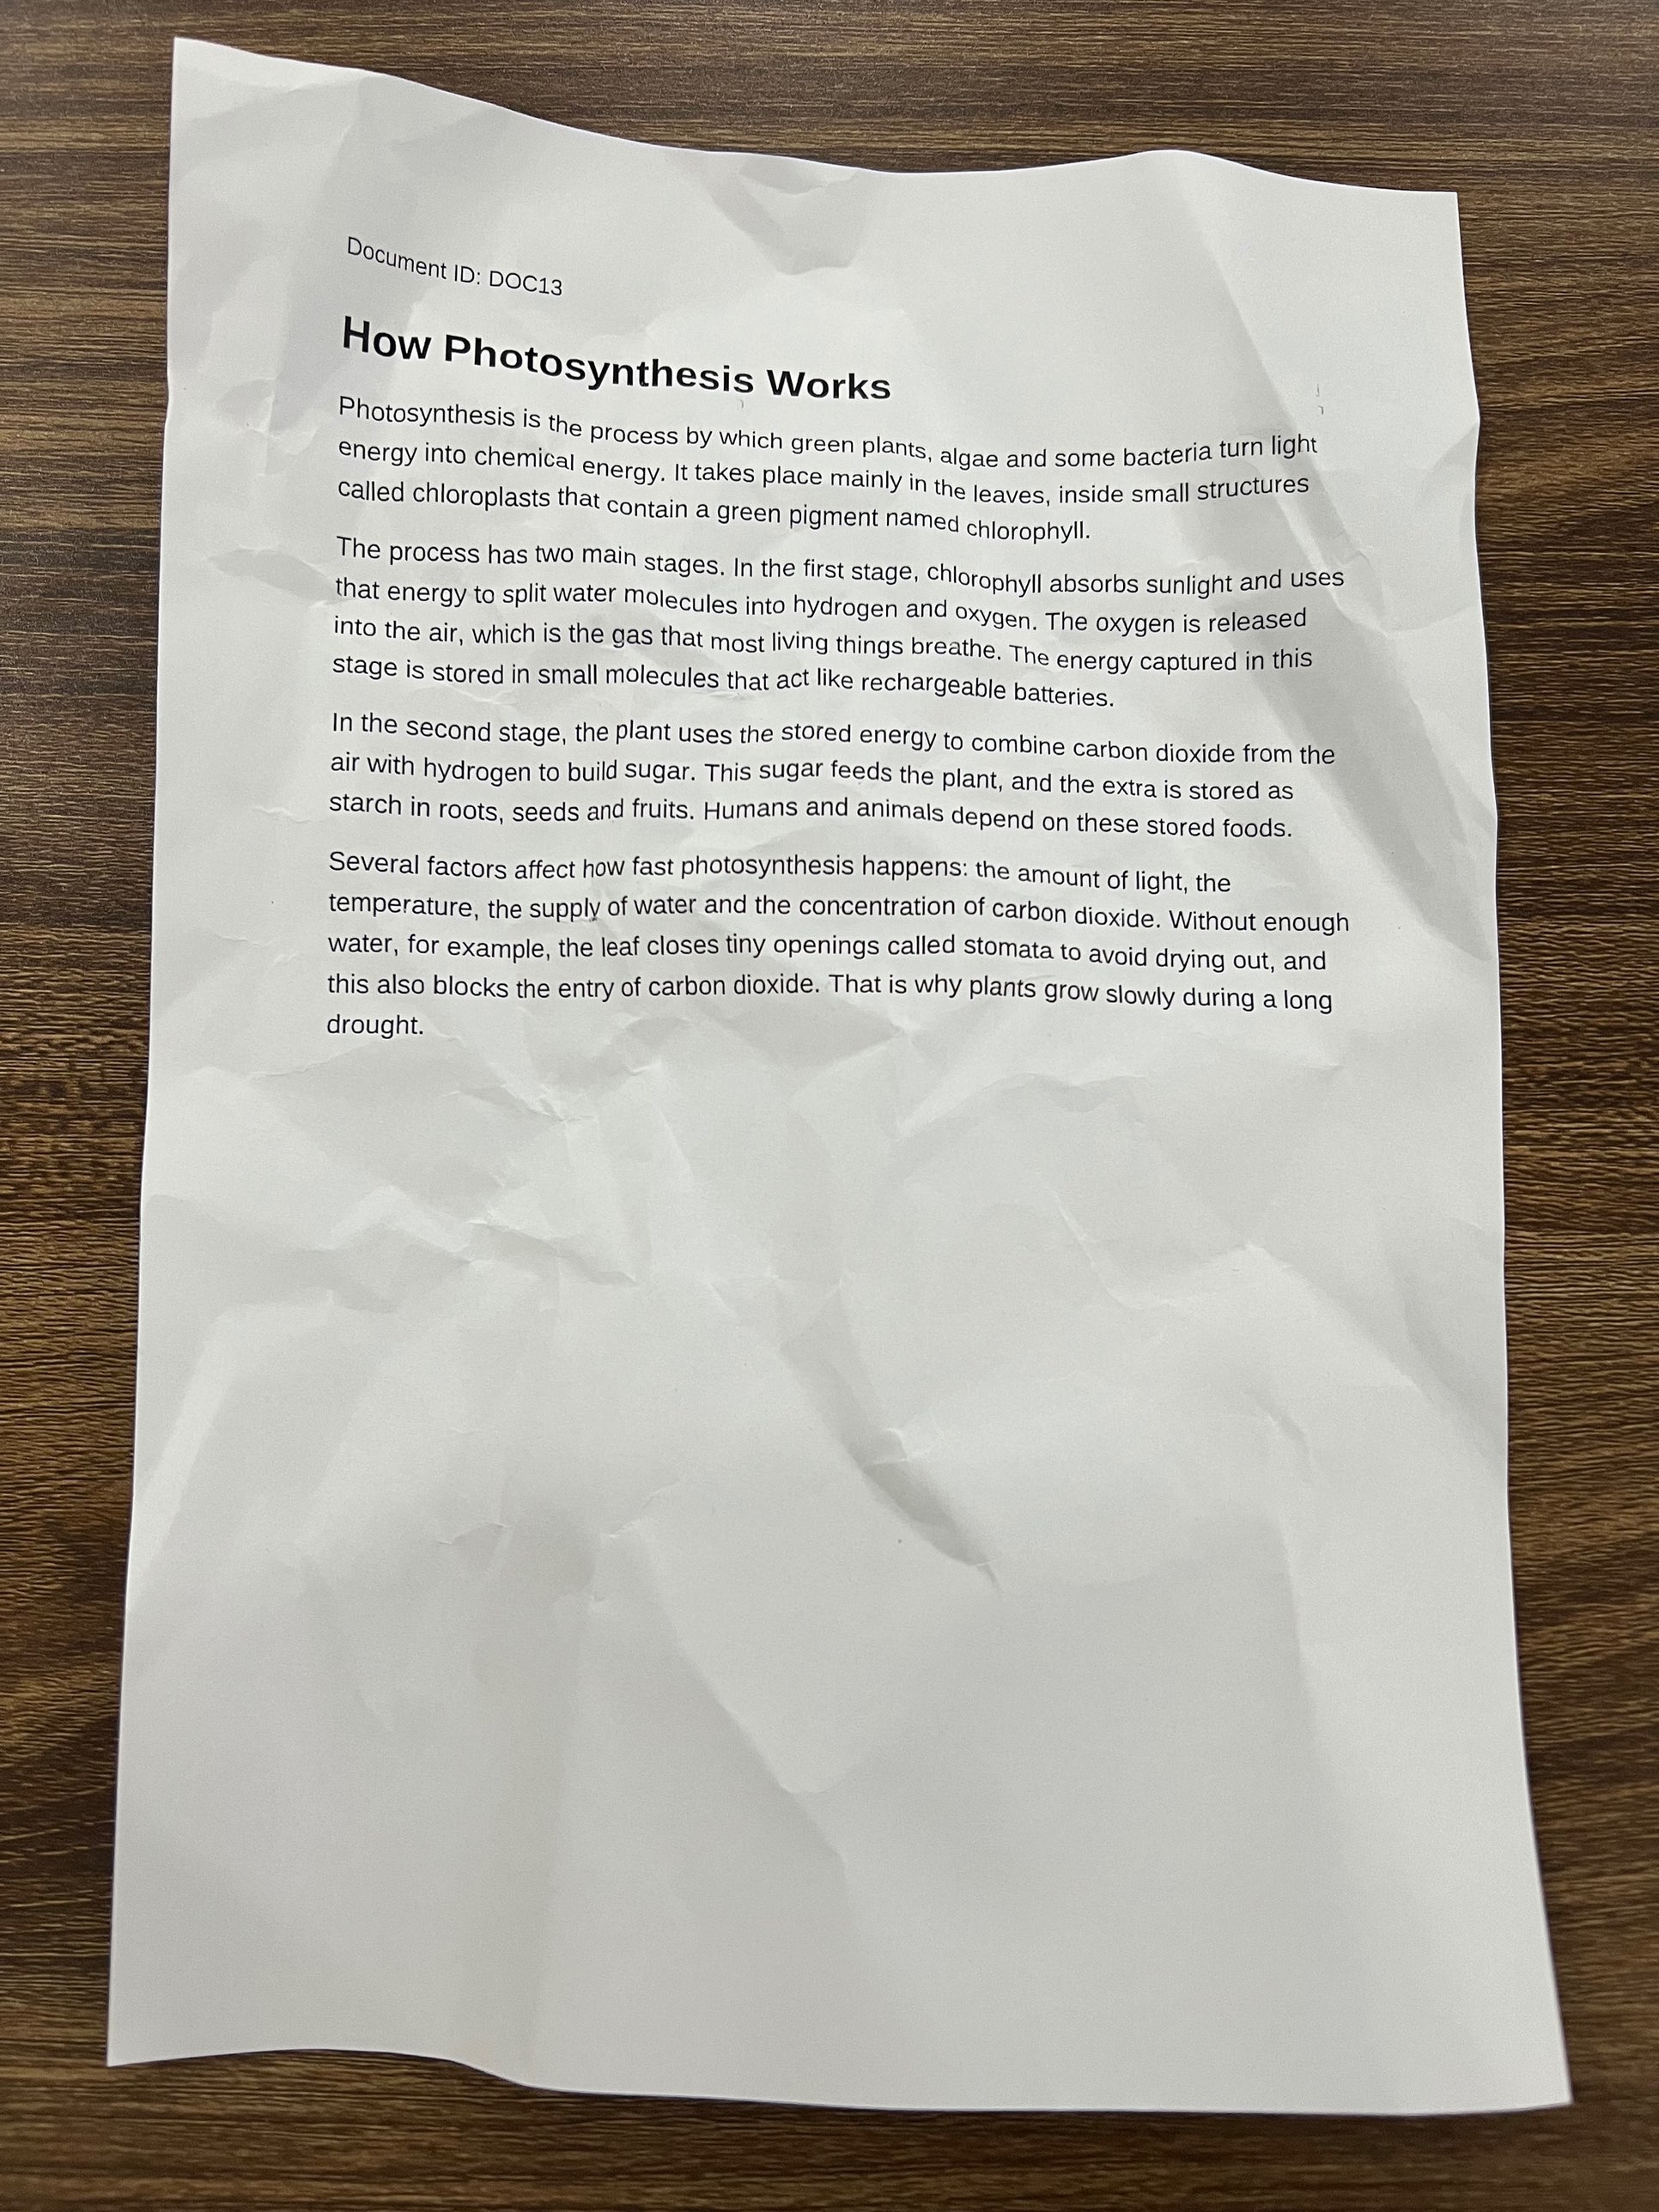 Document ID: DOC13
How Photosynthesis Works
Photosynthesis is the process by which green plants, algae and some bacteria turn light
energy into chemical energy. It takes place mainly in the leaves, inside small structures
called chloroplasts that contain a green pigment named chlorophyll.
The process has two main stages. In the first stage, chlorophyll absorbs sunlight and uses
that energy to split water molecules into hydrogen and oxygen. The oxygen is released
into the air, which is the gas that most living things breathe. The energy captured in this
stage is stored in small molecules that act like rechargeable batteries.
In the second stage, the plant uses the stored energy to combine carbon dioxide from the
air with hydrogen to build sugar. This sugar feeds the plant, and the extra is stored as
starch in roots, seeds and fruits. Humans and animals depend on these stored foods.
Several factors affect how fast photosynthesis happens: the amount of light, the
temperature, the supply of water and the concentration of carbon dioxide. Without enough
water, for example, the leaf closes tiny openings called stomata to avoid drying out, and
this also blocks the entry of carbon dioxide. That is why plants grow slowly during a long
drought.